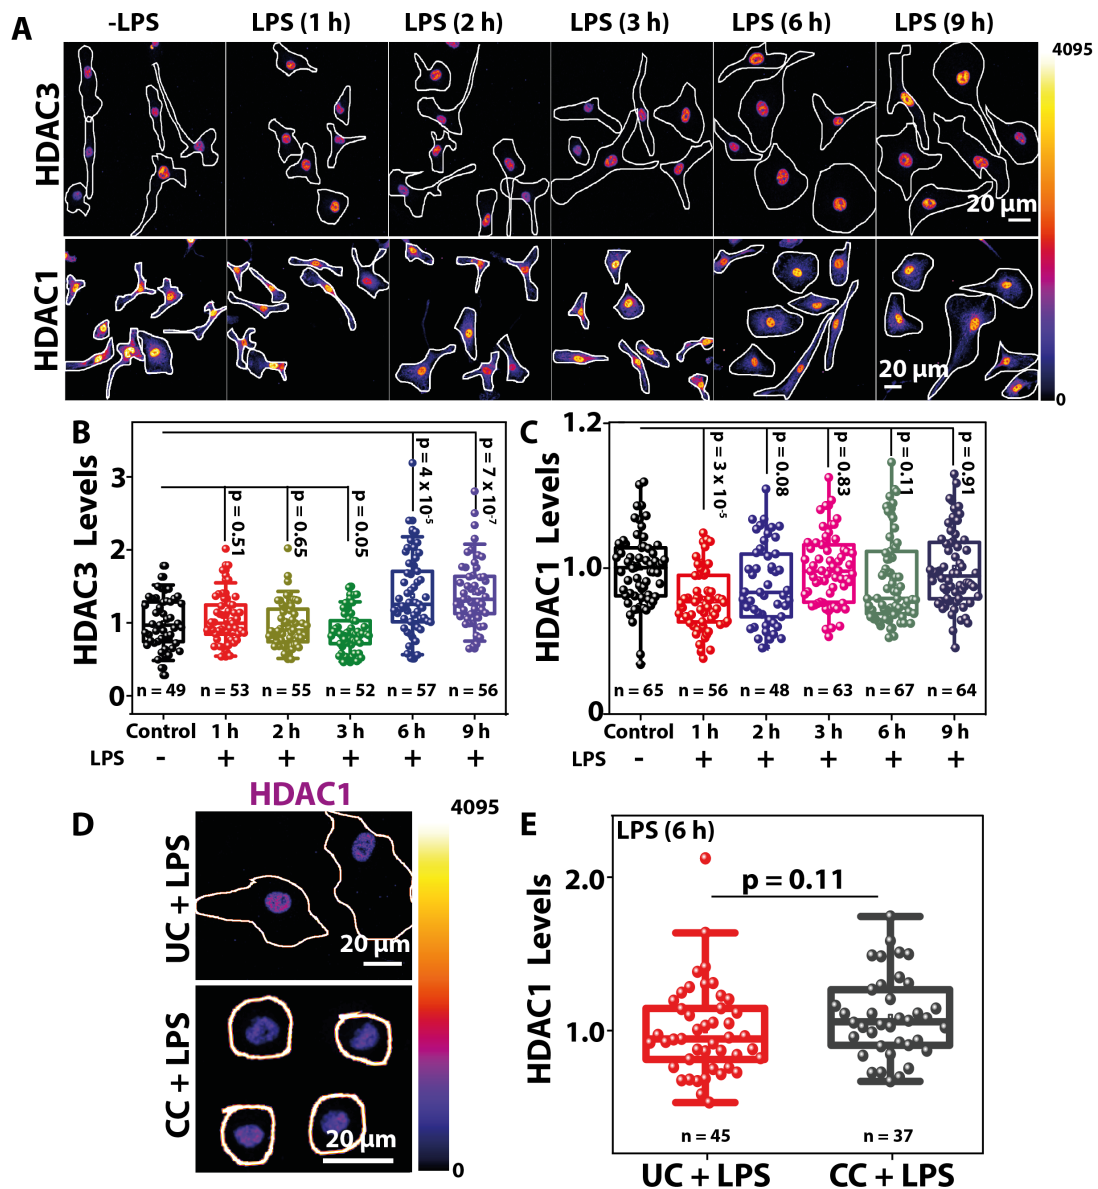 A
-LPS LPS (1 h) LPS (2 h) LPS (3 h) LPS (6 h) LPS (9 h)
4095
HDAC3
20 µm
HDAC1
20 µm
0
B
HDAC3 Levels
3
2
1
0
p = 0.51
p = 0.65
p = 0.05
p = 4 x 10-5
p = 7 x 10-7
n = 49 n = 53 n = 55 n = 52 n = 57 n = 56
Control 1 h 2 h 3 h 6 h 9 h
LPS - + + + + +
C
HDAC1 Levels
1.2
1.0
0
p = 3 x 10-5
p = 0.08
p = 0.83
p = 0.11
p = 0.91
n = 65 n = 56 n = 48 n = 63 n = 67 n = 64
Control 1 h 2 h 3 h 6 h 9 h
LPS - + + + + +
D
HDAC1
4095
UC + LPS
20 µm
CC + LPS
20 µm
0
E
LPS (6 h)
HDAC1 Levels
2.0
1.0
p = 0.11
n = 45 n = 37
UC + LPS CC + LPS